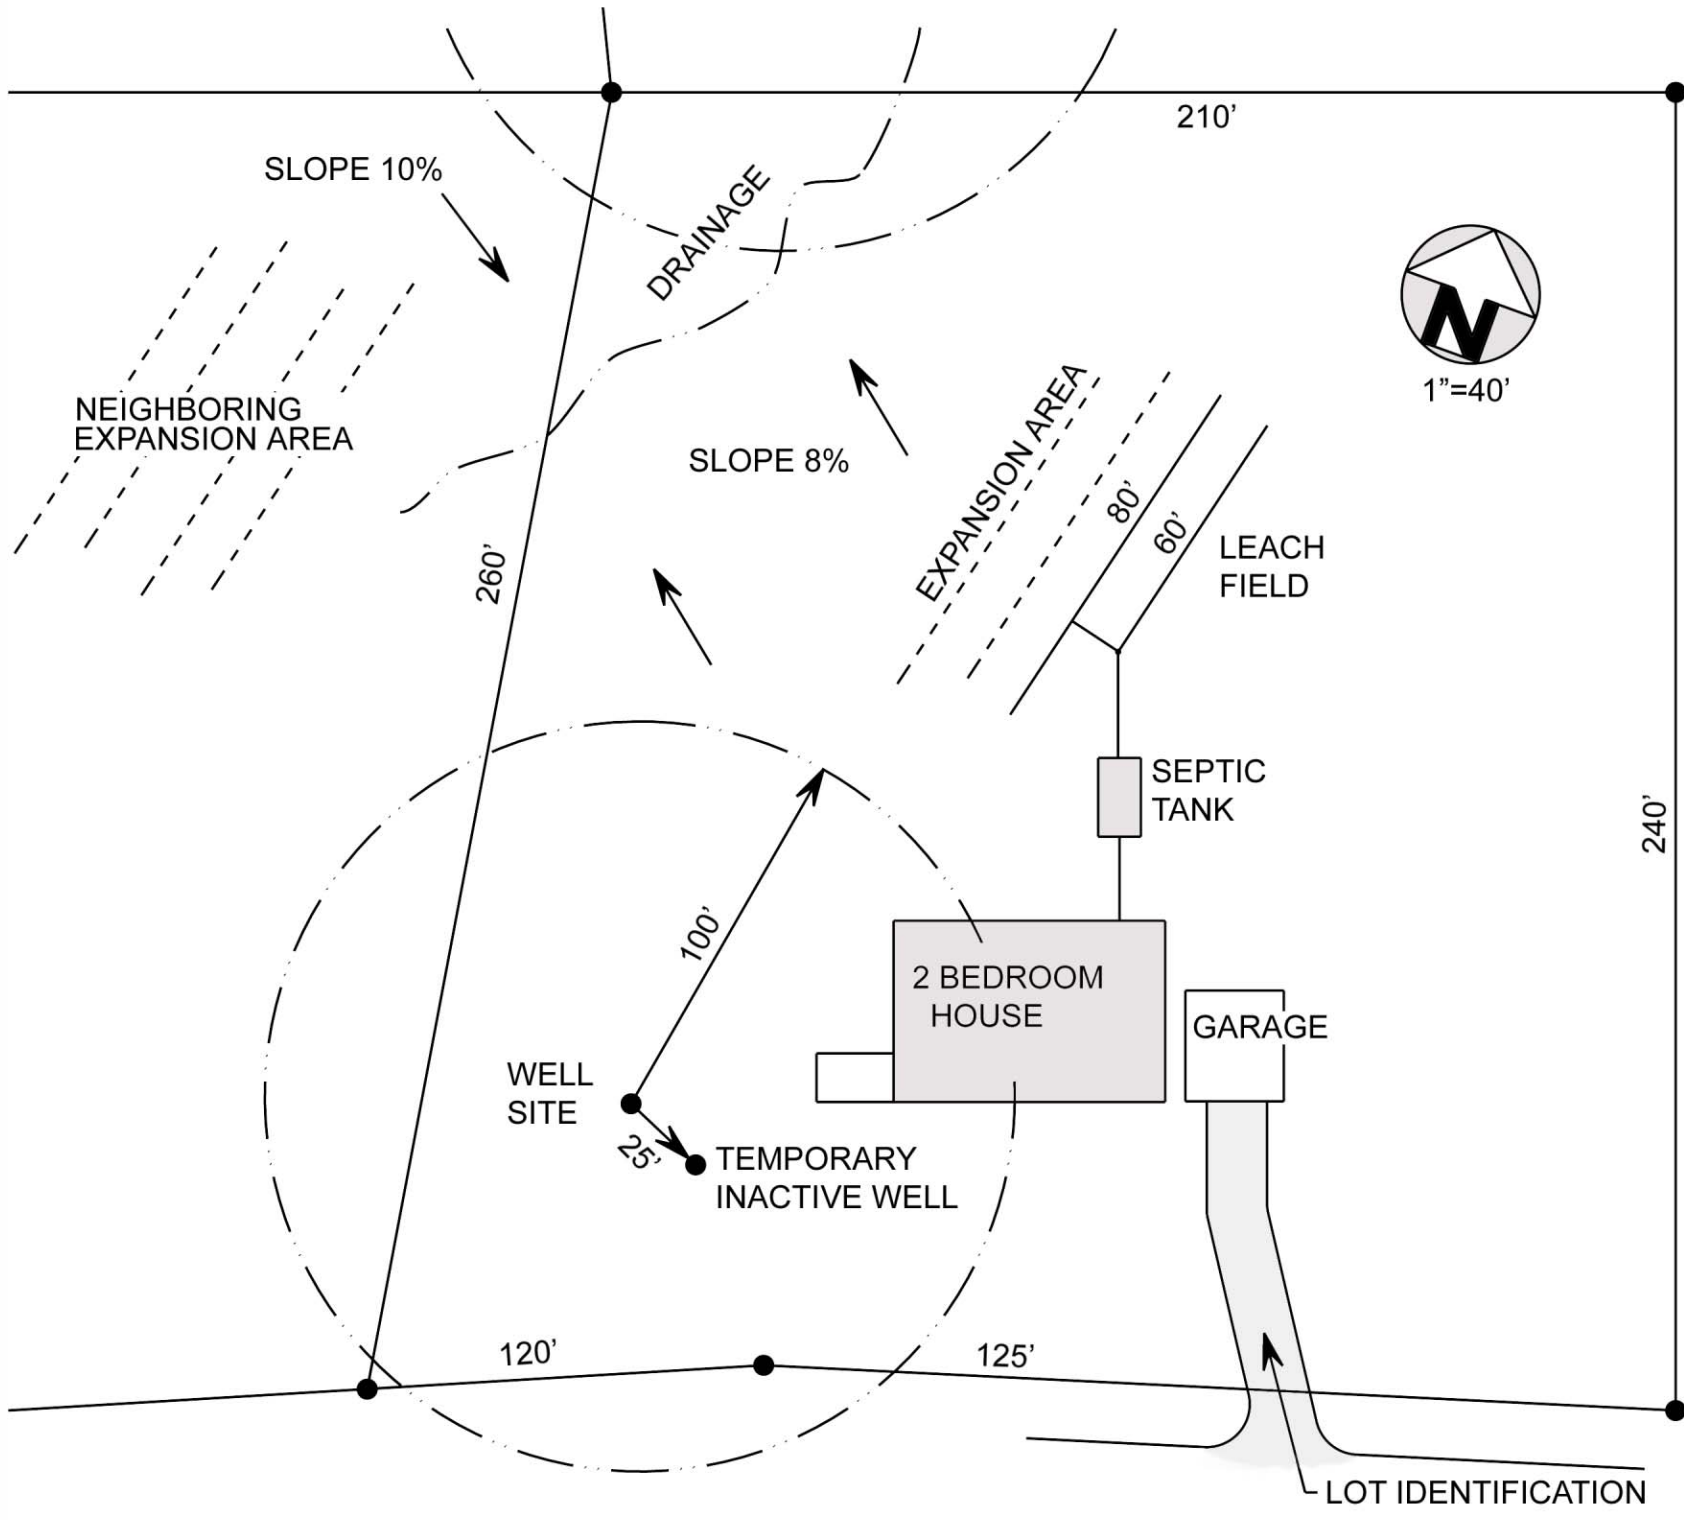 210’
SLOPE 10%
DRAINAGE
N
1”=40’
NEIGHBORING
EXPANSION AREA
SLOPE 8%
EXPANSION AREA
80’
60’
LEACH
FIELD
260’
SEPTIC
TANK
240’
100’
2 BEDROOM
HOUSE
GARAGE
WELL
SITE
25’
TEMPORARY
INACTIVE WELL
120’
125’
LOT IDENTIFICATION